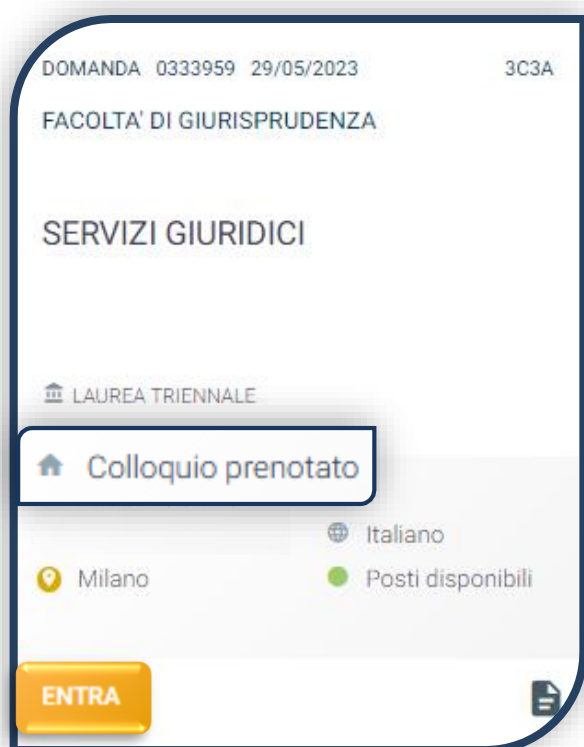 DOMANDA 0333959 29/05/2023 3C3A
FACOLTA' DI GIURISPRUDENZA
SERVIZI GIURIDICI
LAUREA TRIENNALE
Colloquio prenotato
Italiano
Milano Posti disponibili
ENTRA